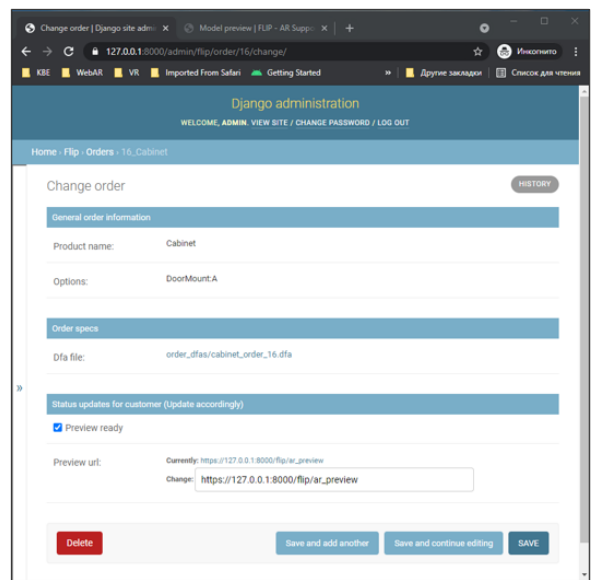 Change order | Django site admi
Model preview | FLIP - AR Suppo
127.0.0.1:8000/admin/flip/order/16/change/
Инкогнито
KBE WebAR VR Imported From Safari Getting Started » Другие закладки Список для чтения
Django administration
WELCOME, ADMIN. VIEW SITE / CHANGE PASSWORD / LOG OUT
Home › Flip › Orders › 16_Cabinet
Change order
HISTORY
General order information
Product name: Cabinet
Options: DoorMount:A
Order specs
Dfa file: order_dfas/cabinet_order_16.dfa
»
Status updates for customer (Update accordingly)
Preview ready
Preview url: Currently: https://127.0.0.1:8000/flip/ar_preview
Change: https://127.0.0.1:8000/flip/ar_preview
Delete Save and add another Save and continue editing SAVE